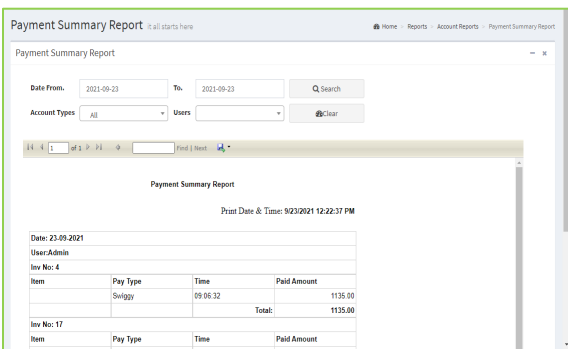 Payment Summary Report It all starts here
Home > Reports > Account Reports > Payment Summary Report
Payment Summary Report
Date From. 2021-09-23 To. 2021-09-23 Search
Account Types All Users Clear
1 of 1 Find | Next
Payment Summary Report
Print Date & Time: 9/23/2021 12:22:37 PM
Date: 23-09-2021
User:Admin
Inv No: 4
Item Pay Type Time Paid Amount
Swiggy 09:06:32 1135.00
Total: 1135.00
Inv No: 17
Item Pay Type Time Paid Amount